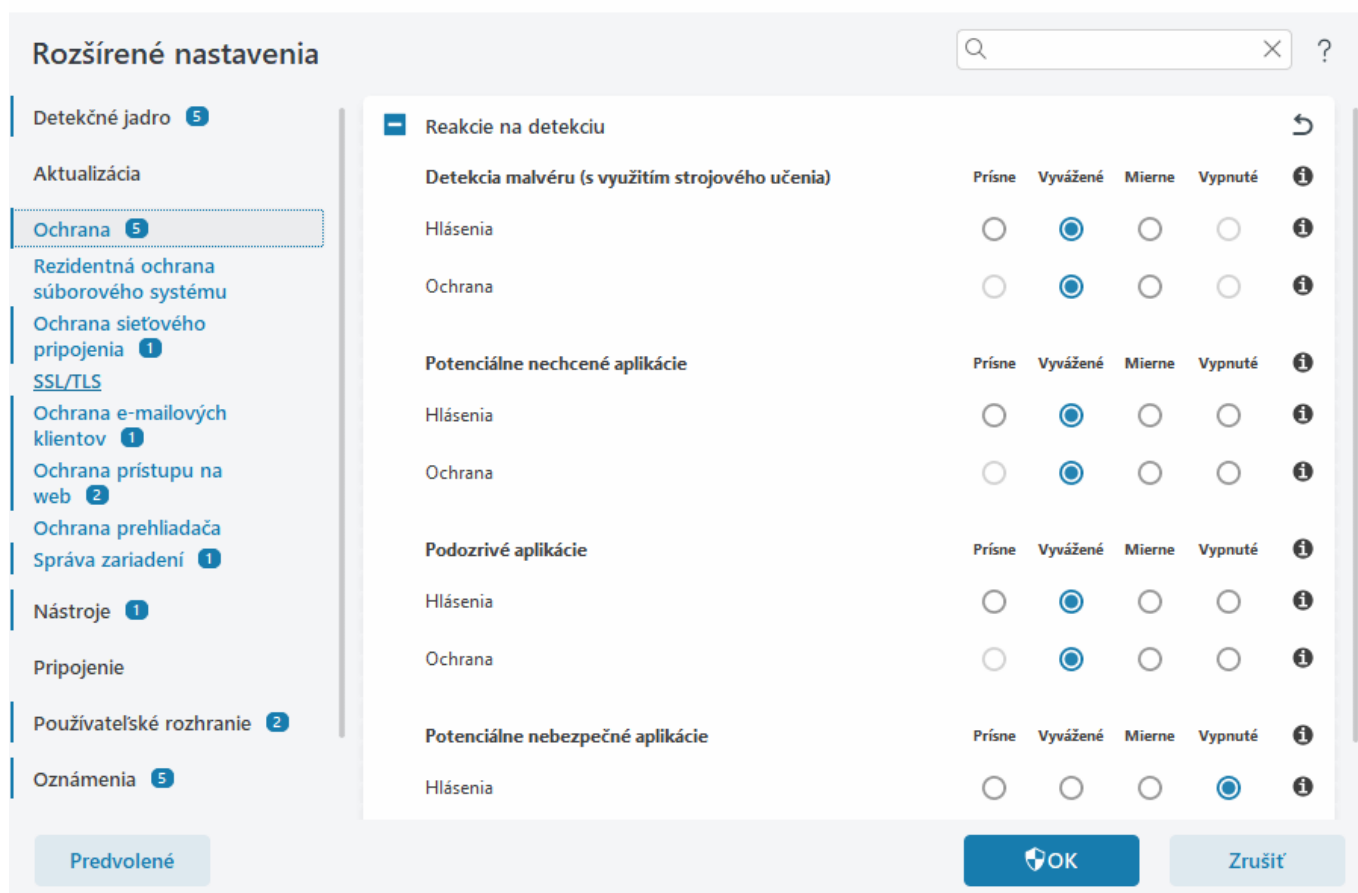 Rozšírené nastavenia
?
Detekčné jadro 5
Aktualizácia
Ochrana 5
Rezidentná ochrana
súborového systému
Ochrana sieťového
pripojenia 1
SSL/TLS
Ochrana e-mailových
klientov 1
Ochrana prístupu na
web 2
Ochrana prehliadača
Správa zariadení 1
Nástroje 1
Pripojenie
Používateľské rozhranie 2
Oznámenia 5
Reakcie na detekciu
Detekcia malvéru (s využitím strojového učenia) Prísne Vyvážené Mierne Vypnuté
Hlásenia
Ochrana
Potenciálne nechcené aplikácie Prísne Vyvážené Mierne Vypnuté
Hlásenia
Ochrana
Podozrivé aplikácie Prísne Vyvážené Mierne Vypnuté
Hlásenia
Ochrana
Potenciálne nebezpečné aplikácie Prísne Vyvážené Mierne Vypnuté
Hlásenia
Predvolené
OK
Zrušiť